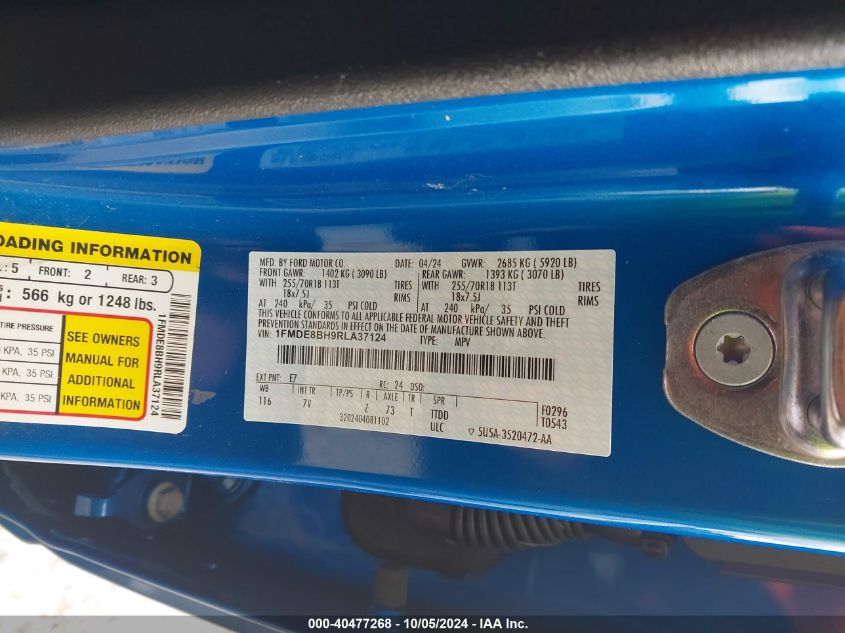 OADING INFORMATION
: 5 FRONT: 2 REAR: 3
: 566 kg or 1248 lbs.
TIRE PRESSURE
KPA, 35 PSI
KPA, 35 PSI
KPA, 35 PSI
SEE OWNERS
MANUAL FOR
ADDITIONAL
INFORMATION
1FMDE8BH9RLA37124
MFD. BY FORD MOTOR CO. DATE: 04/24 GVWR: 2685 KG ( 5920 LB)
FRONT GAWR: 1402 KG ( 3090 LB) REAR GAWR: 1393 KG ( 3070 LB)
WITH 255/70R18 113T TIRES WITH 255/70R18 113T TIRES
18x7.5J RIMS 18x7.5J RIMS
AT 240 kPa/ 35 PSI COLD AT 240 kPa/ 35 PSI COLD
THIS VEHICLE CONFORMS TO ALL APPLICABLE FEDERAL MOTOR VEHICLE SAFETY AND THEFT
PREVENTION STANDARDS IN EFFECT ON THE DATE OF MANUFACTURE SHOWN ABOVE.
VIN: 1FMDE8BH9RLA37124 TYPE: MPV
EXT PNT: E7 RC: 24 DSO:
WB INT TR TP/PS R AXLE TR SPR
116 7V Z 73 T TTDD F0296
3202404081102 ULC T0543
▽ 5U5A-3520472-AA
000-40477268 - 10/05/2024 - IAA Inc.